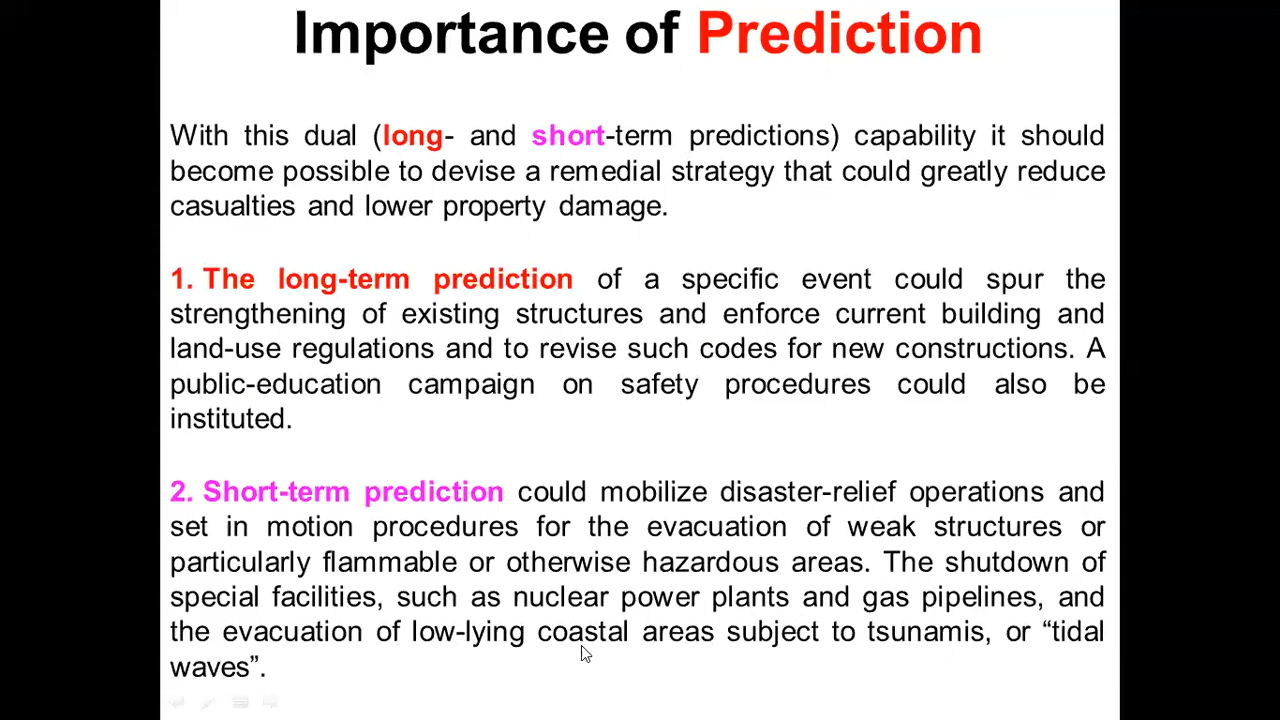 Importance of Prediction
With this dual (long- and short-term predictions) capability it should
become possible to devise a remedial strategy that could greatly reduce
casualties and lower property damage.
1. The long-term prediction of a specific event could spur the
strengthening of existing structures and enforce current building and
land-use regulations and to revise such codes for new constructions. A
public-education campaign on safety procedures could also be
instituted.
2. Short-term prediction could mobilize disaster-relief operations and
set in motion procedures for the evacuation of weak structures or
particularly flammable or otherwise hazardous areas. The shutdown of
special facilities, such as nuclear power plants and gas pipelines, and
the evacuation of low-lying coastal areas subject to tsunamis, or “tidal
waves”.